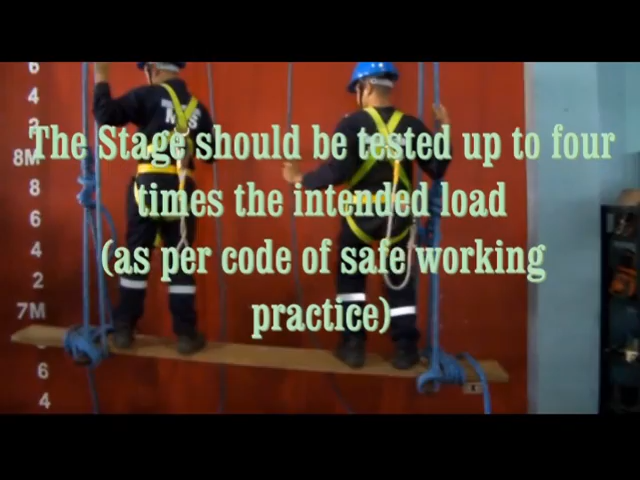 6
4
2
8M
8
6
4
2
7M
6
4
The Stage should be tested up to four
times the intended load
(as per code of safe working
practice)